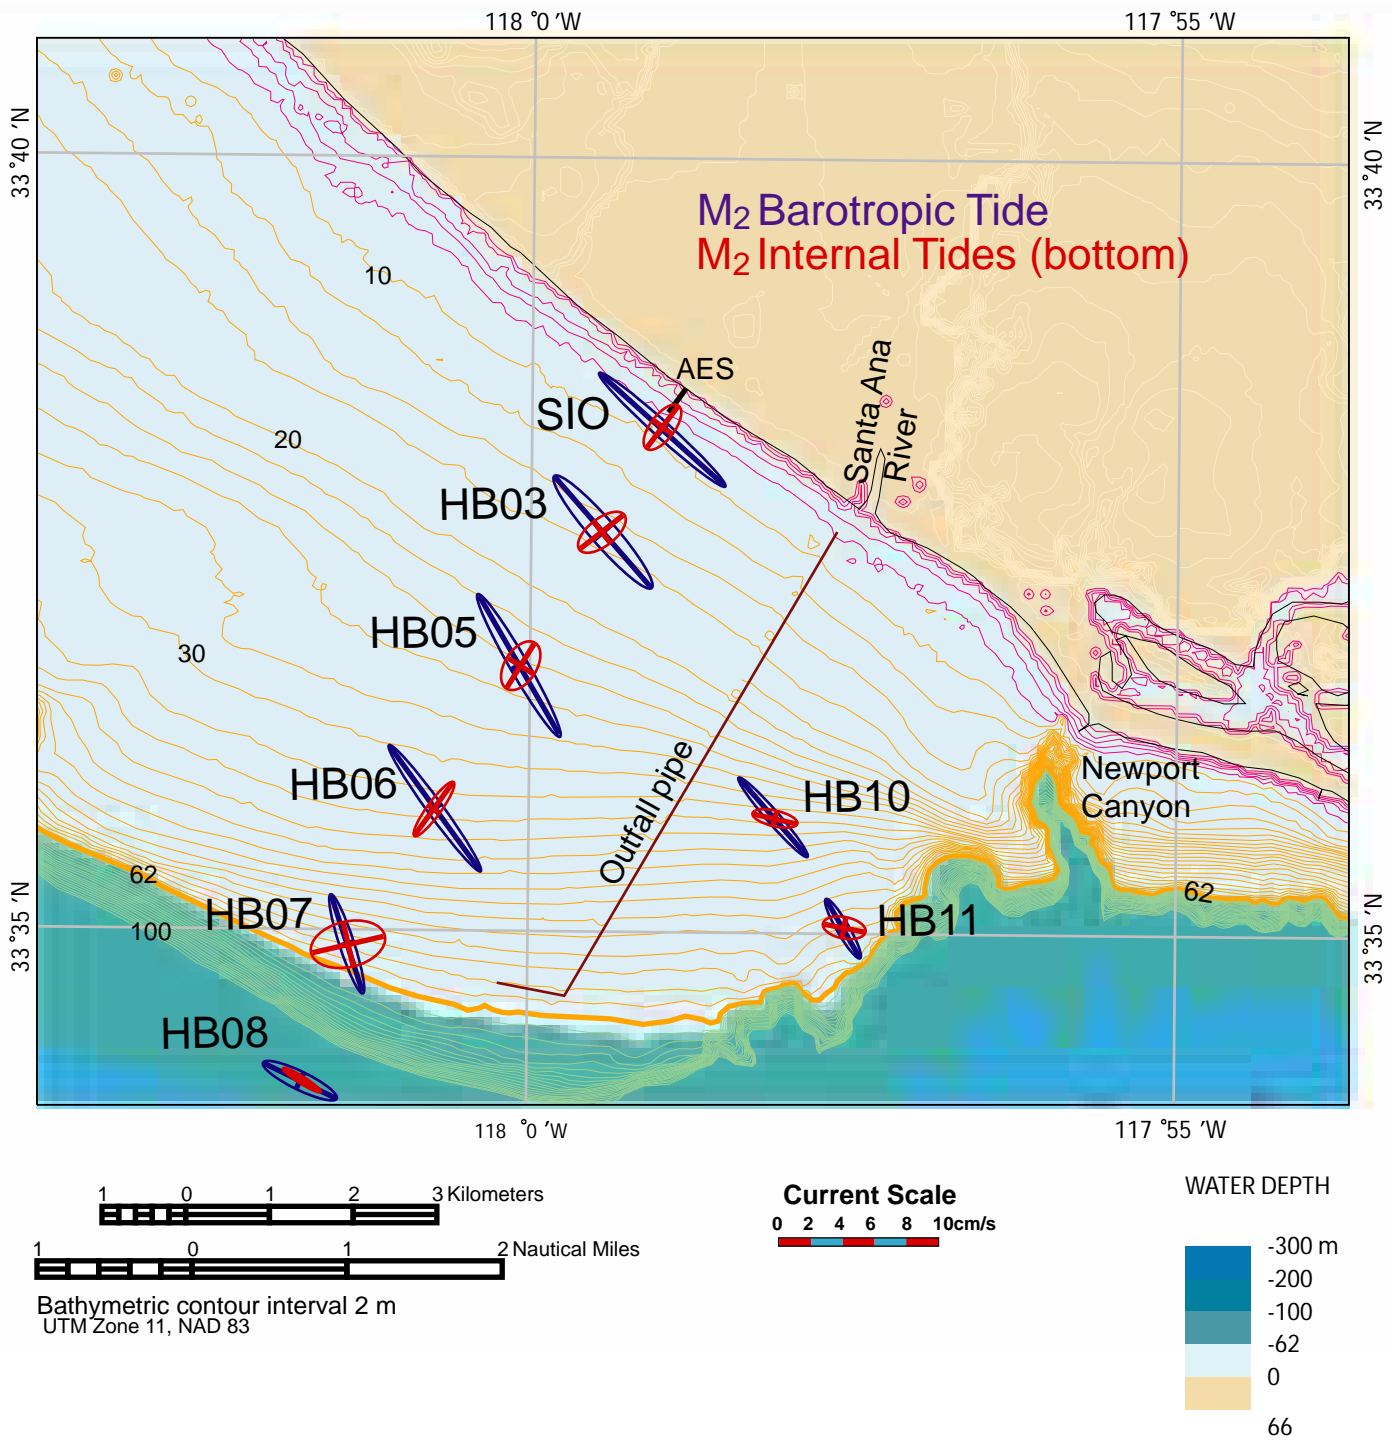 118 °0 ′W
117 °55 ′W
33 °40 ′N
33 °40 ′N
M2 Barotropic Tide
M2 Internal Tides (bottom)
10
AES
SIO
Santa Ana
River
20
HB03
HB05
30
HB06
HB10
Newport
Canyon
Outfall pipe
62
62
HB07
HB11
100
33 °35 ′N
33 °35 ′N
HB08
118 °0 ′W
117 °55 ′W
1 0 1 2 3 Kilometers
1 0 1 2 Nautical Miles
Bathymetric contour interval 2 m
UTM Zone 11, NAD 83
Current Scale
0 2 4 6 8 10cm/s
WATER DEPTH
-300 m
-200
-100
-62
0
66